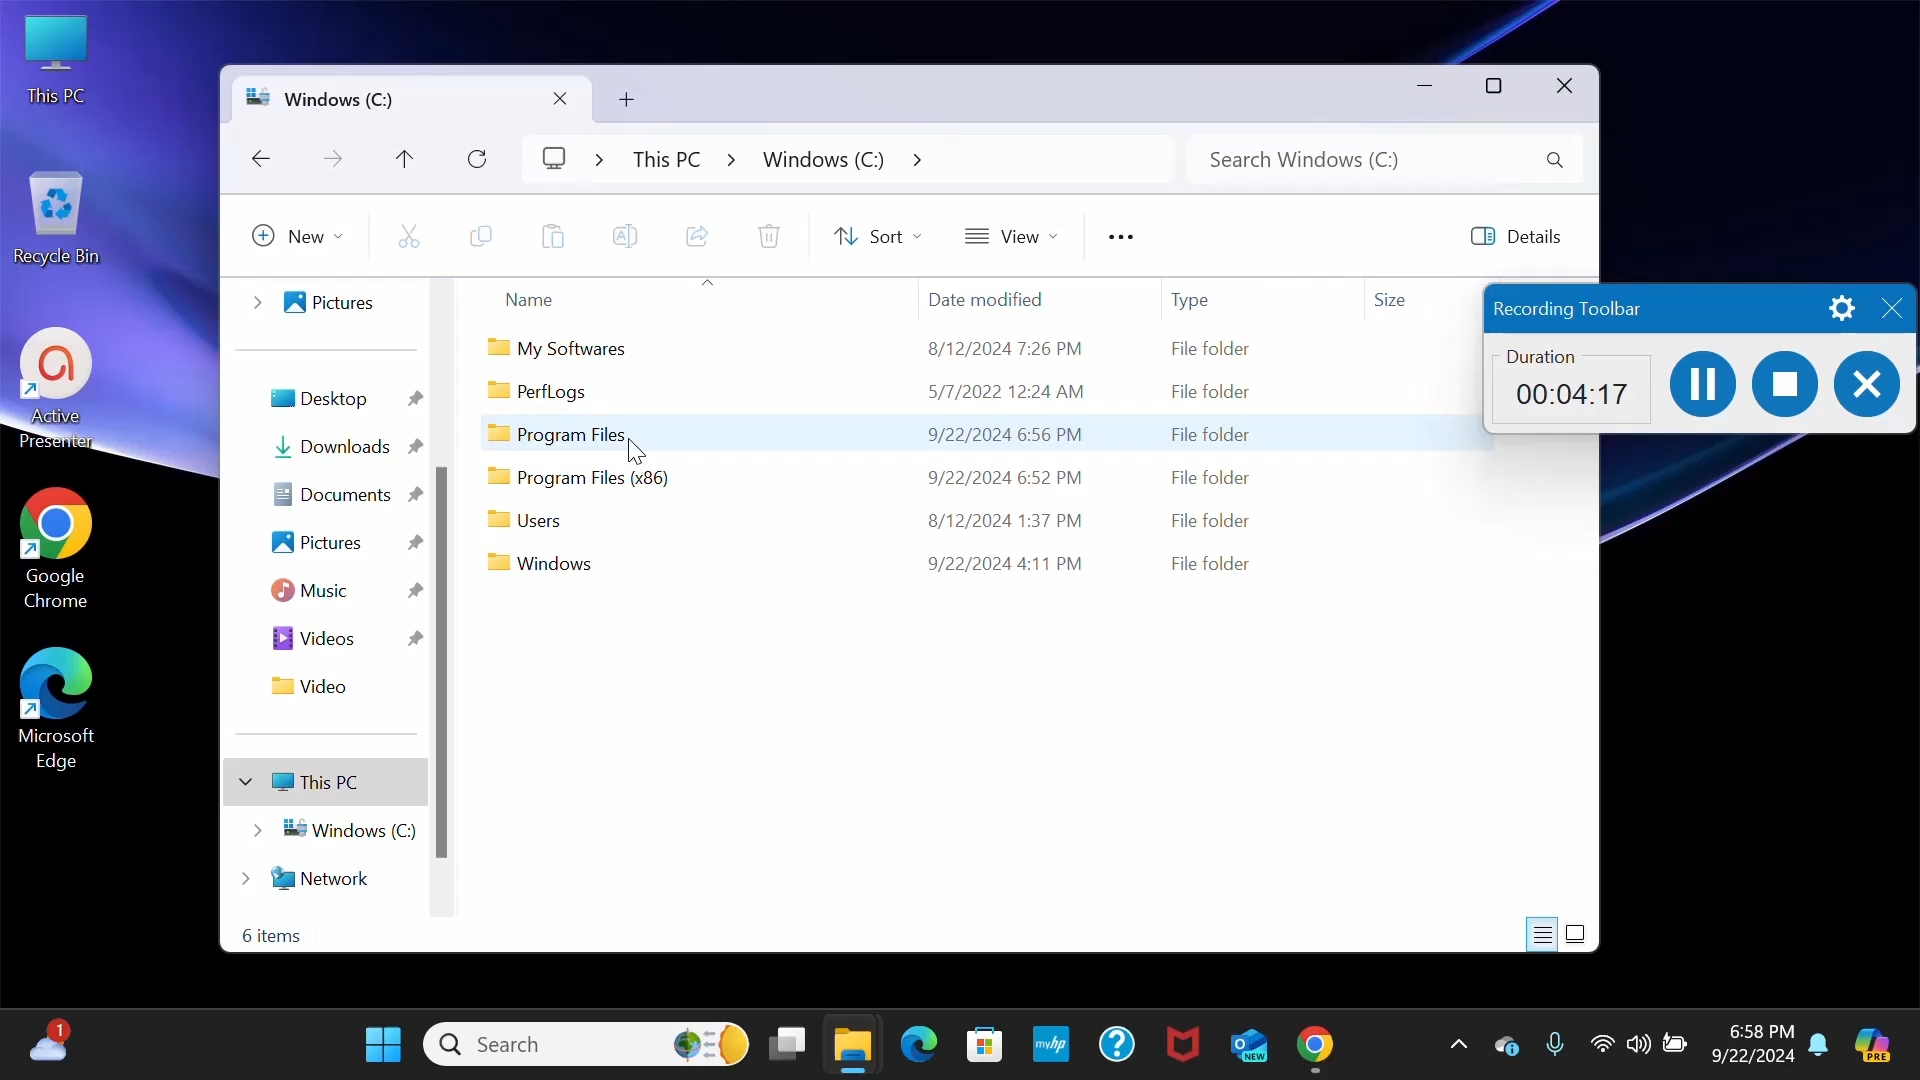 This PC
Recycle Bin
Active
Presenter
Google
Chrome
Microsoft
Edge
Windows (C:)
This PC
Windows (C:)
Search Windows (C:)
New
Sort
View
Details
Pictures
Desktop
Downloads
Documents
Pictures
Music
Videos
Video
This PC
Windows (C:)
Network
Name Date modified Type Size
My Softwares 8/12/2024 7:26 PM File folder
PerfLogs 5/7/2022 12:24 AM File folder
Program Files 9/22/2024 6:56 PM File folder
Program Files (x86) 9/22/2024 6:52 PM File folder
Users 8/12/2024 1:37 PM File folder
Windows 9/22/2024 4:11 PM File folder
6 items
Recording Toolbar
Duration
00:04:17
1
Search
myhp
NEW
6:58 PM
9/22/2024
PRE